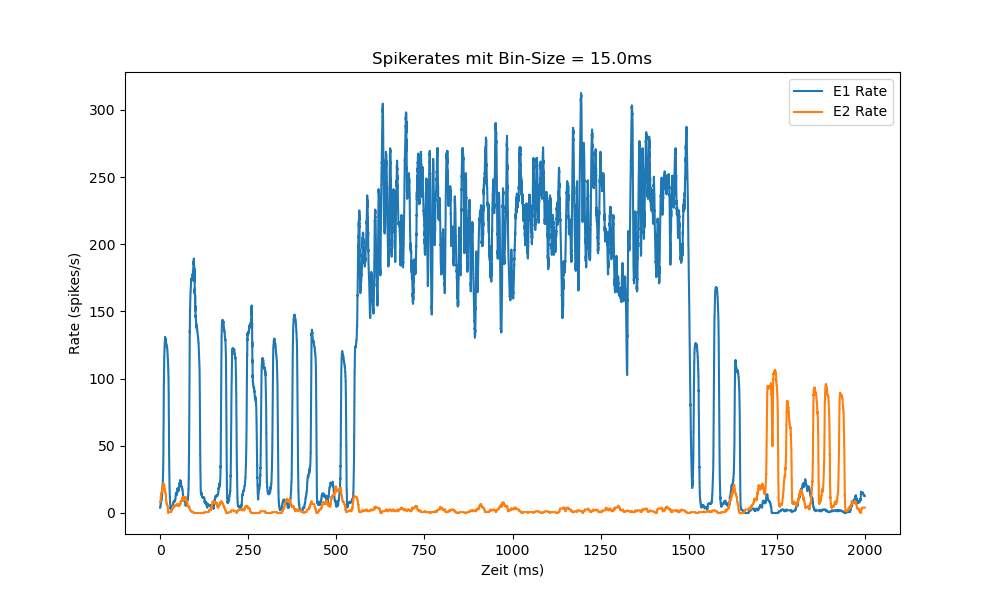 Spikerates mit Bin-Size = 15.0ms
E1 Rate
E2 Rate
Rate (spikes/s)
300
250
200
150
100
50
0
0 250 500 750 1000 1250 1500 1750 2000
Zeit (ms)